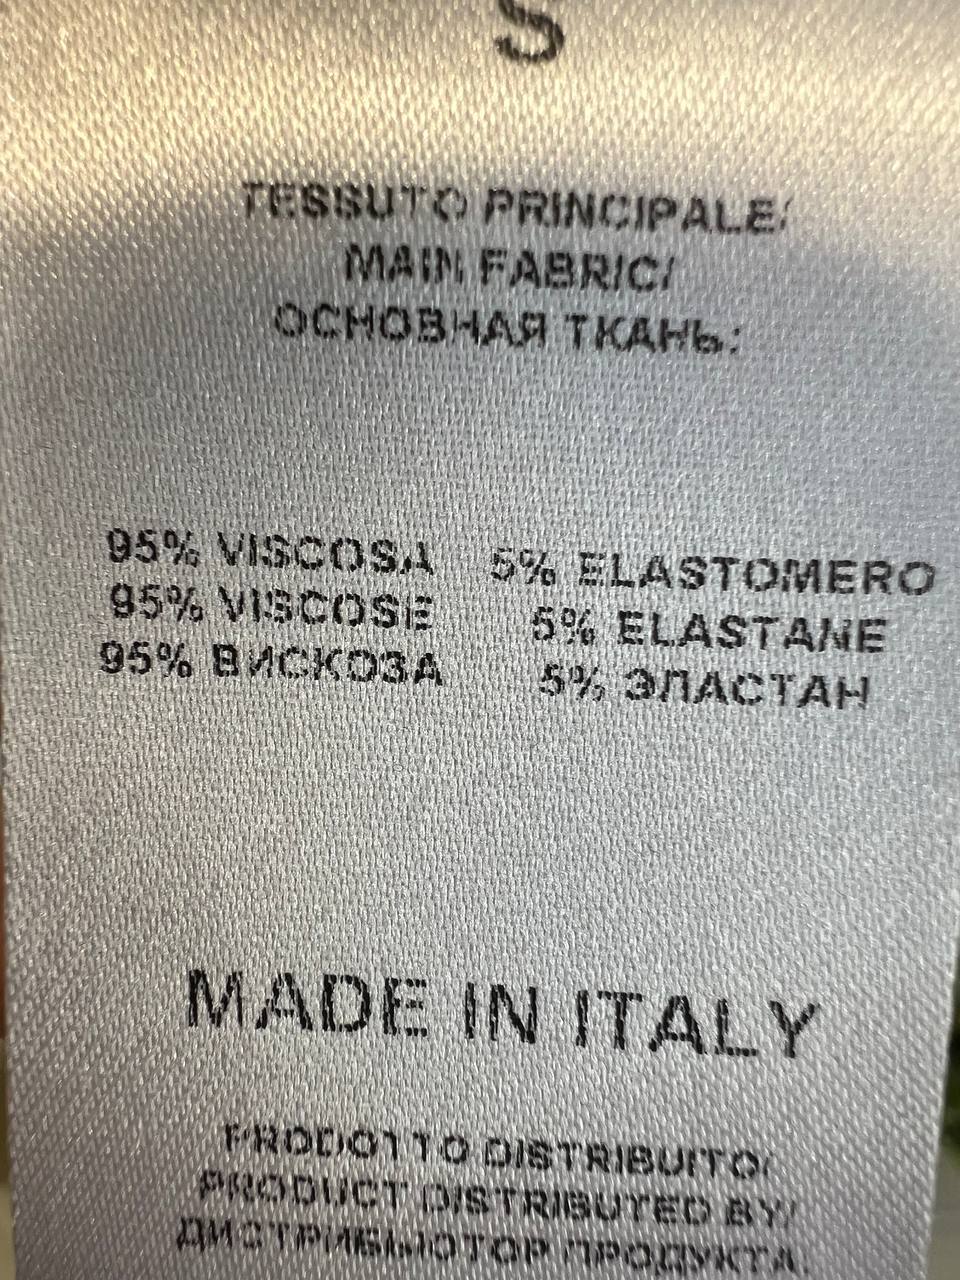 S
TESSUTO PRINCIPALE/
MAIN FABRIC/
ОСНОВНАЯ ТКАНЬ:
95% VISCOSA 5% ELASTOMERO
95% VISCOSE 5% ELASTANE
95% ВИСКОЗА 5% ЭЛАСТАН
MADE IN ITALY
PRODOTTO DISTRIBUITO/
PRODUCT DISTRIBUTED BY/
ДИСТРИБЬЮТОР ПРОДУКТА: